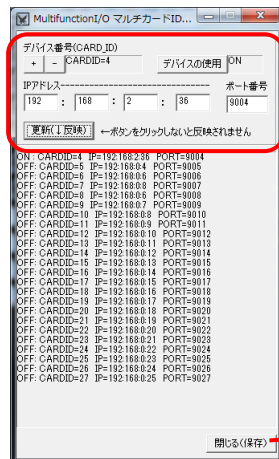 MultifunctionI/O マルチカードID...
デバイス番号(CARD_ID)
+ - CARDID=4 デバイスの使用 ON
IPアドレス-------------------------------- ポート番号
192 : 168 : 2 : 36 9004
更新(↓反映) ←ボタンをクリックしないと反映されません
ON : CARDID=4 IP=192:168:2:36 PORT=9004
OFF: CARDID=5 IP=192:168:0:4 PORT=9005
OFF: CARDID=6 IP=192:168:0:6 PORT=9006
OFF: CARDID=7 IP=192:168:0:8 PORT=9007
OFF: CARDID=8 IP=192:168:0:6 PORT=9008
OFF: CARDID=9 IP=192:168:0:7 PORT=9009
OFF: CARDID=10 IP=192:168:0:8 PORT=9010
OFF: CARDID=11 IP=192:168:0:9 PORT=9011
OFF: CARDID=12 IP=192:168:0:10 PORT=9012
OFF: CARDID=13 IP=192:168:0:11 PORT=9013
OFF: CARDID=14 IP=192:168:0:12 PORT=9014
OFF: CARDID=15 IP=192:168:0:13 PORT=9015
OFF: CARDID=16 IP=192:168:0:14 PORT=9016
OFF: CARDID=17 IP=192:168:0:15 PORT=9017
OFF: CARDID=18 IP=192:168:0:16 PORT=9018
OFF: CARDID=19 IP=192:168:0:17 PORT=9019
OFF: CARDID=20 IP=192:168:0:18 PORT=9020
OFF: CARDID=21 IP=192:168:0:19 PORT=9021
OFF: CARDID=22 IP=192:168:0:20 PORT=9022
OFF: CARDID=23 IP=192:168:0:21 PORT=9023
OFF: CARDID=24 IP=192:168:0:22 PORT=9024
OFF: CARDID=25 IP=192:168:0:23 PORT=9025
OFF: CARDID=26 IP=192:168:0:24 PORT=9026
OFF: CARDID=27 IP=192:168:0:25 PORT=9027
閉じる(保存)